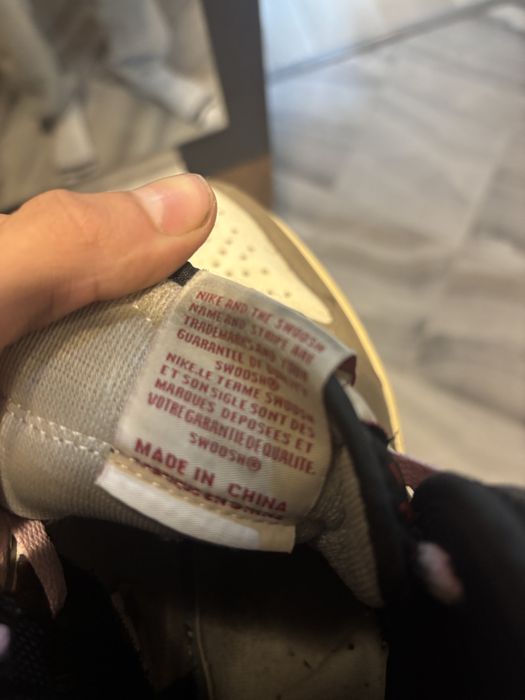 NIKE AND THE SWOOSH
NAME AND STRIPE ARE
TRADEMARKS AND YOUR
GUARANTEE OF QUALITY
SWOOSH®
NIKE.LE TERME SWOOSH
ET SON SIGLE SONT DES
MARQUES DEPOSEES ET
VOTRE GARANTIE DE QUALITE.
SWOOSH®
MADE IN CHINA